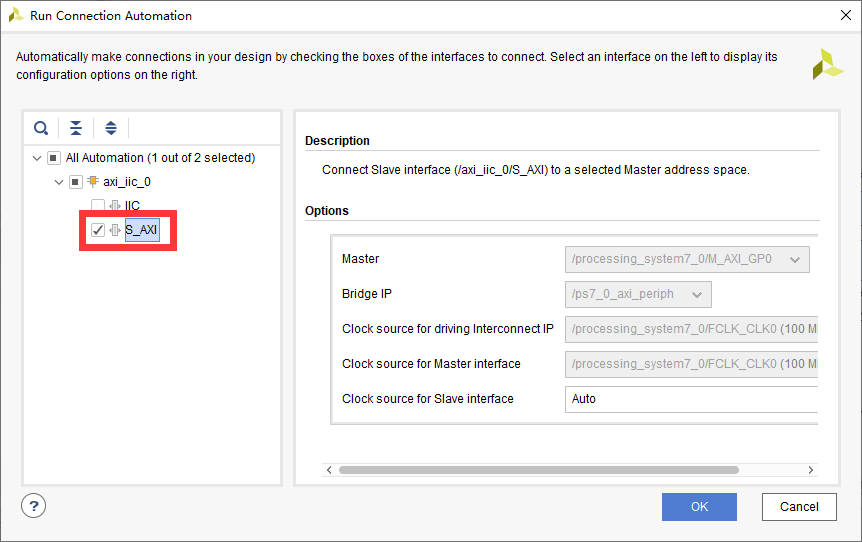 Run Connection Automation
Automatically make connections in your design by checking the boxes of the interfaces to connect. Select an interface on the left to display its
configuration options on the right.
All Automation (1 out of 2 selected)
axi_iic_0
IIC
S_AXI
Description
Connect Slave interface (/axi_iic_0/S_AXI) to a selected Master address space.
Options
Master /processing_system7_0/M_AXI_GP0
Bridge IP /ps7_0_axi_periph
Clock source for driving Interconnect IP /processing_system7_0/FCLK_CLK0 (100 M
Clock source for Master interface /processing_system7_0/FCLK_CLK0 (100 M
Clock source for Slave interface Auto
? OK Cancel